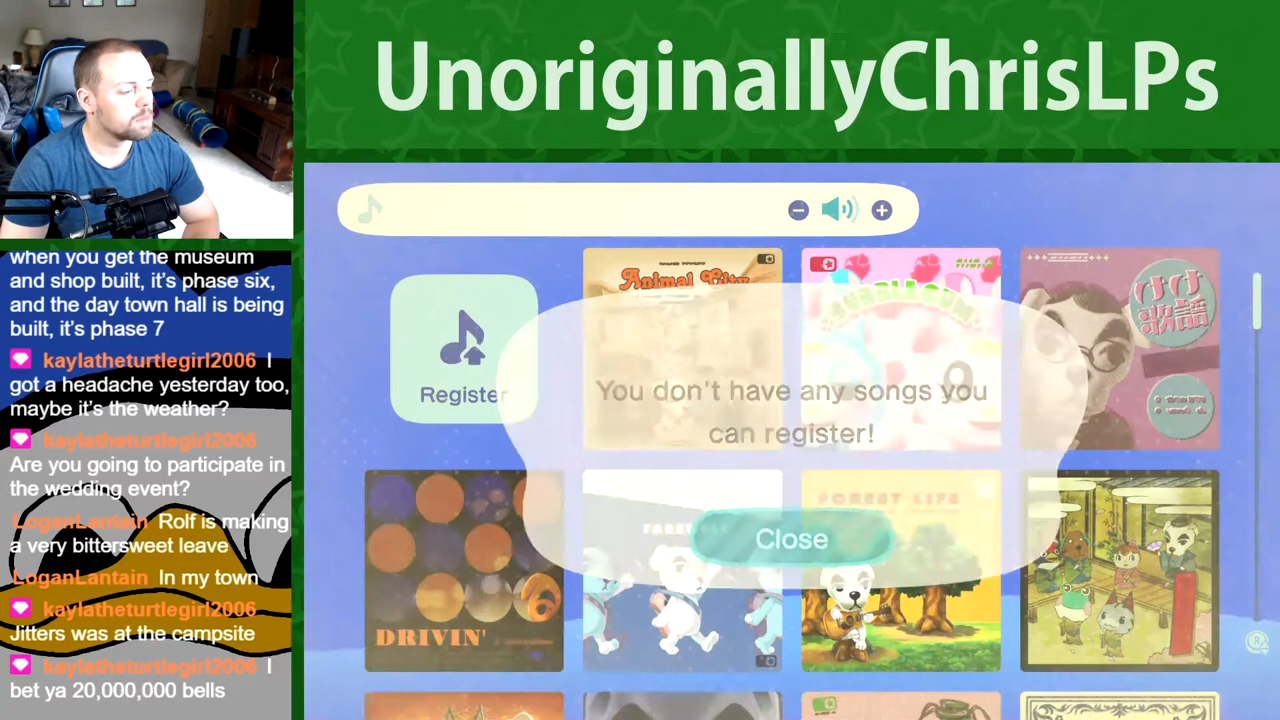 UnoriginallyChrisLPs
when you get the museum
and shop built, it's phase six,
and the day town hall is being
built, it's phase 7
kaylatheturtlegirl2006 I
got a headache yesterday too,
maybe it's the weather?
kaylatheturtlegirl2006
Are you going to participate in
the wedding event?
LoganLantain Rolf is making
a very bittersweet leave
LoganLantain In my town
kaylatheturtlegirl2006
Jitters was at the campsite
kaylatheturtlegirl2006 I
bet ya 20,000,000 bells
Register
Animal City
You don't have any songs you
can register!
Close
DRIVIN'
FOREST LIFE